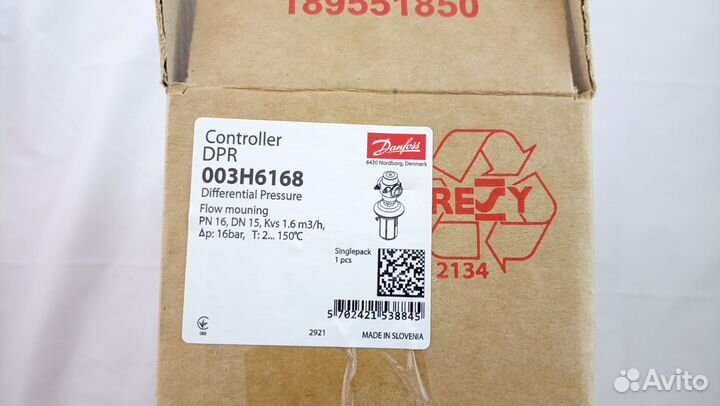 189551850
Controller
DPR
003H6168
Differential Pressure
Flow mouning
PN 16, DN 15, Kvs 1.6 m3/h,
Δp: 16bar, T: 2... 150℃
Danfoss
6430 Nordborg, Denmark
Singlepack
1 pcs
5 702421 538845
2921
MADE IN SLOVENIA
RESY
2134
Avito